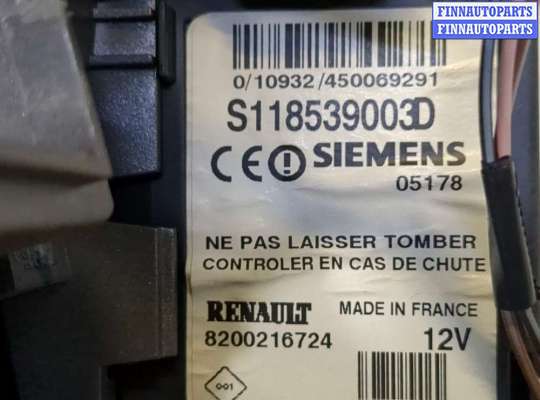 FINNAUTOPARTS
FINNAUTOPARTS
0/10932/450069291
S118539003D
CE SIEMENS
05178
NE PAS LAISSER TOMBER
CONTROLER EN CAS DE CHUTE
RENAULT MADE IN FRANCE
8200216724 12V
001